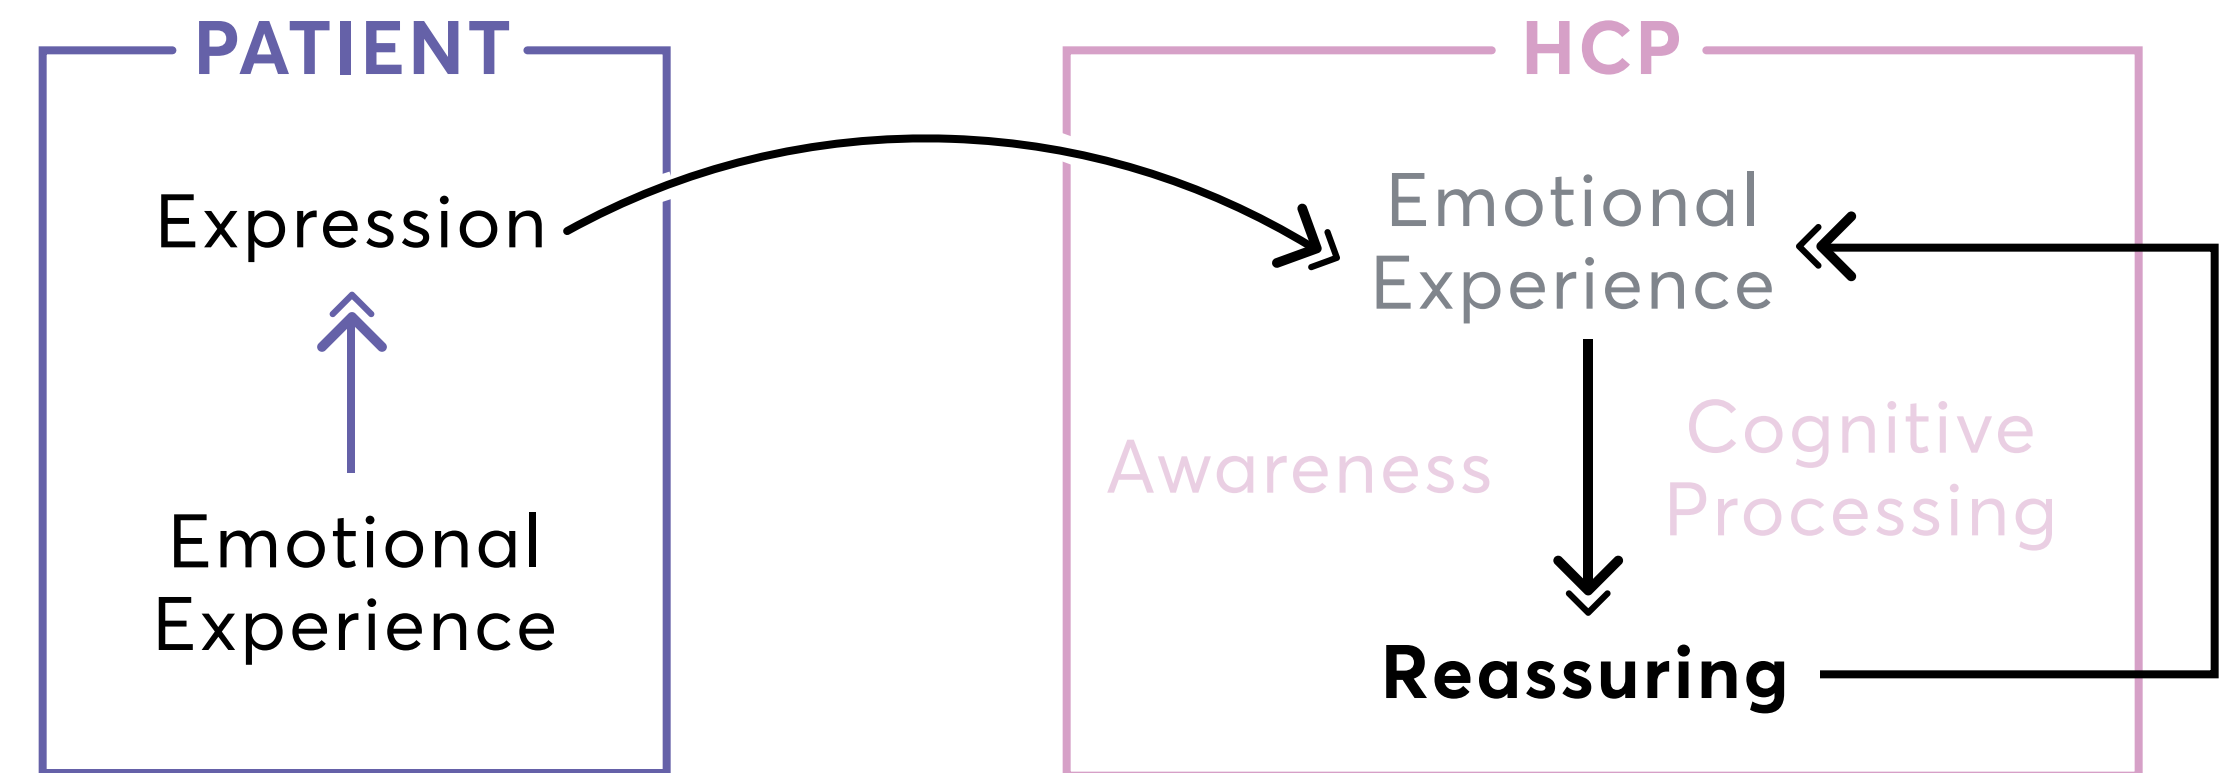 PATIENT
Expression
Emotional
Experience
HCP
Emotional
Experience
Awareness
Cognitive
Processing
Reassuring